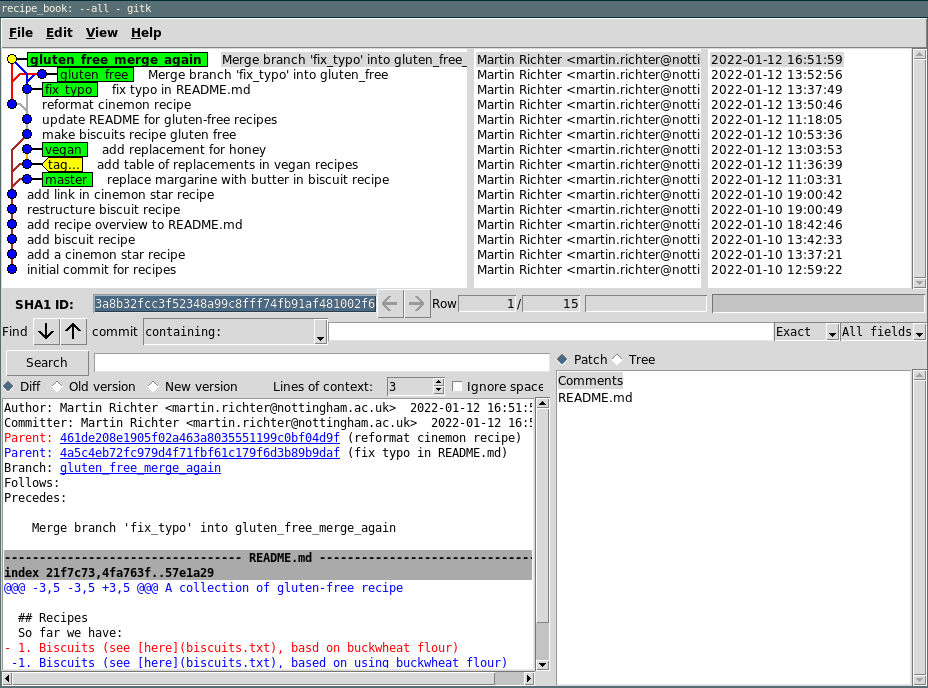 recipe_book: --all - gitk
File Edit View Help
gluten_free_merge_again Merge branch 'fix_typo' into gluten_free_ Martin Richter <martin.richter@notti 2022-01-12 16:51:59
gluten_free Merge branch 'fix_typo' into gluten_free Martin Richter <martin.richter@notti 2022-01-12 13:52:56
fix_typo fix typo in README.md Martin Richter <martin.richter@notti 2022-01-12 13:37:49
reformat cinemon recipe Martin Richter <martin.richter@notti 2022-01-12 13:50:46
update README for gluten-free recipes Martin Richter <martin.richter@notti 2022-01-12 11:18:05
make biscuits recipe gluten free Martin Richter <martin.richter@notti 2022-01-12 10:53:36
vegan add replacement for honey Martin Richter <martin.richter@notti 2022-01-12 13:03:53
tag... add table of replacements in vegan recipes Martin Richter <martin.richter@notti 2022-01-12 11:36:39
master replace margarine with butter in biscuit recipe Martin Richter <martin.richter@notti 2022-01-12 11:03:31
add link in cinemon star recipe Martin Richter <martin.richter@notti 2022-01-10 19:00:42
restructure biscuit recipe Martin Richter <martin.richter@notti 2022-01-10 19:00:49
add recipe overview to README.md Martin Richter <martin.richter@notti 2022-01-10 18:42:46
add biscuit recipe Martin Richter <martin.richter@notti 2022-01-10 13:42:33
add a cinemon star recipe Martin Richter <martin.richter@notti 2022-01-10 13:37:21
initial commit for recipes Martin Richter <martin.richter@notti 2022-01-10 12:59:22
SHA1 ID: 3a8b32fcc3f52348a99c8fff74fb91af481002f6 Row 1 / 15
Find commit containing: Exact All fields
Search
Diff Old version New version Lines of context: 3 Ignore space
Author: Martin Richter <martin.richter@nottingham.ac.uk>  2022-01-12 16:51:5
Committer: Martin Richter <martin.richter@nottingham.ac.uk>  2022-01-12 16:5
Parent: 461de208e1905f02a463a8035551199c0bf04d9f (reformat cinemon recipe)
Parent: 4a5c4eb72fc979d4f71fbf61c179f6d3b89b9daf (fix typo in README.md)
Branch: gluten_free_merge_again
Follows:
Precedes:
Merge branch 'fix_typo' into gluten_free_merge_again
---------------------------------- README.md -------------------------------
index 21f7c73,4fa763f..57e1a29
@@@ -3,5 -3,5 +3,5 @@@ A collection of gluten-free recipe
## Recipes
So far we have:
- 1. Biscuits (see [here](biscuits.txt), basd on buckwheat flour)
-1. Biscuits (see [here](biscuits.txt), based on using buckwheat flour)
Patch Tree
Comments
README.md